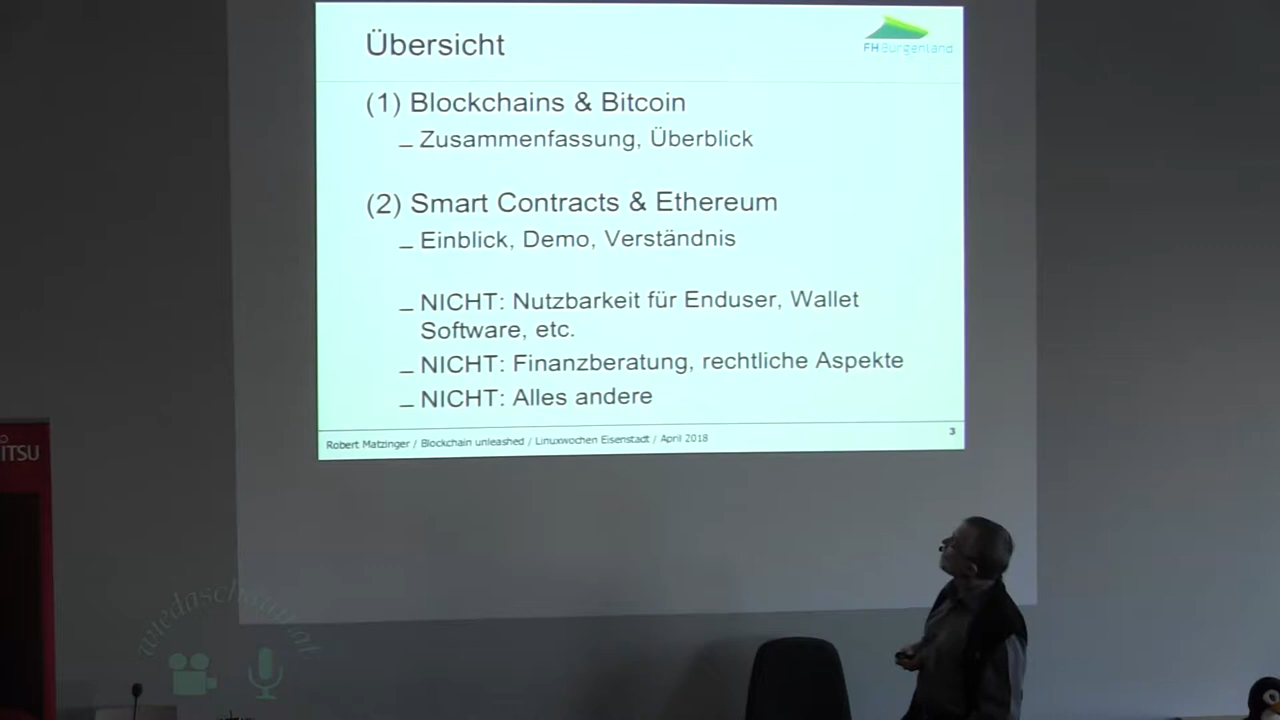 Übersicht
FH Burgenland
(1) Blockchains & Bitcoin
– Zusammenfassung, Überblick
(2) Smart Contracts & Ethereum
– Einblick, Demo, Verständnis
– NICHT: Nutzbarkeit für Enduser, Wallet
Software, etc.
– NICHT: Finanzberatung, rechtliche Aspekte
– NICHT: Alles andere
Robert Matzinger / Blockchain unleashed / Linuxwochen Eisenstadt / April 2018
3
ITSU